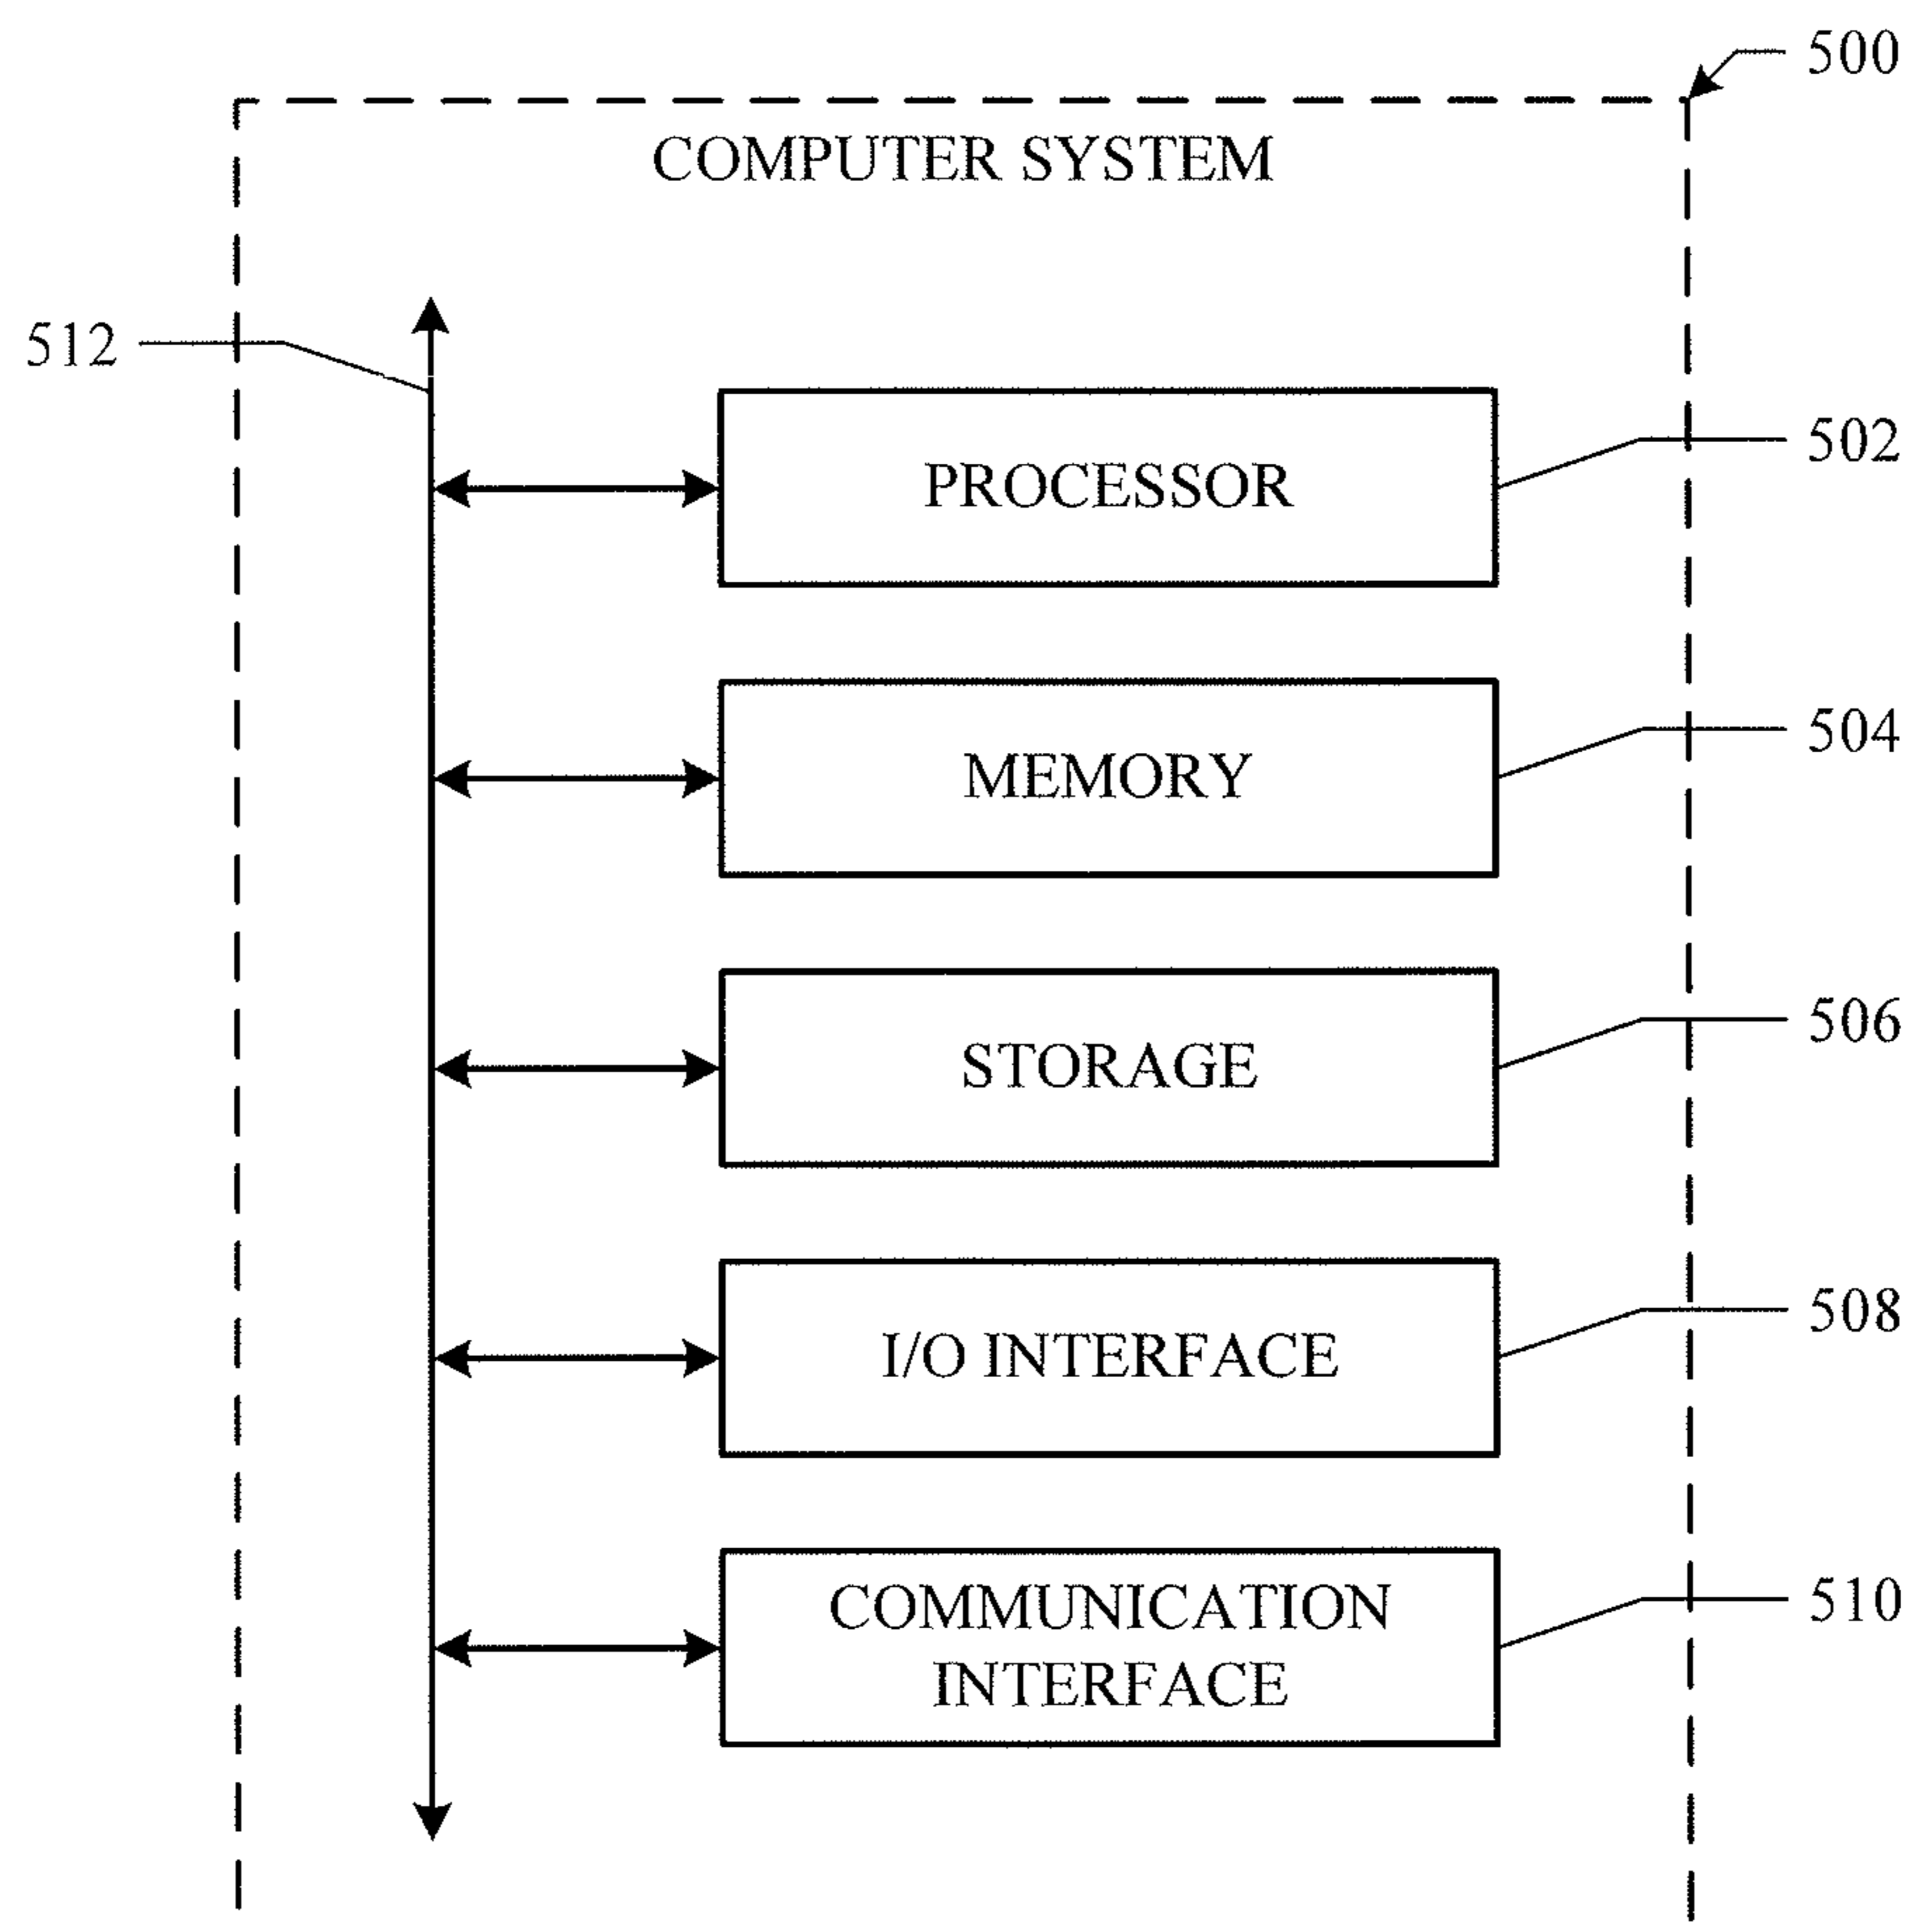 500
COMPUTER SYSTEM
512
502
PROCESSOR
504
MEMORY
506
STORAGE
508
I/O INTERFACE
510
COMMUNICATION
INTERFACE